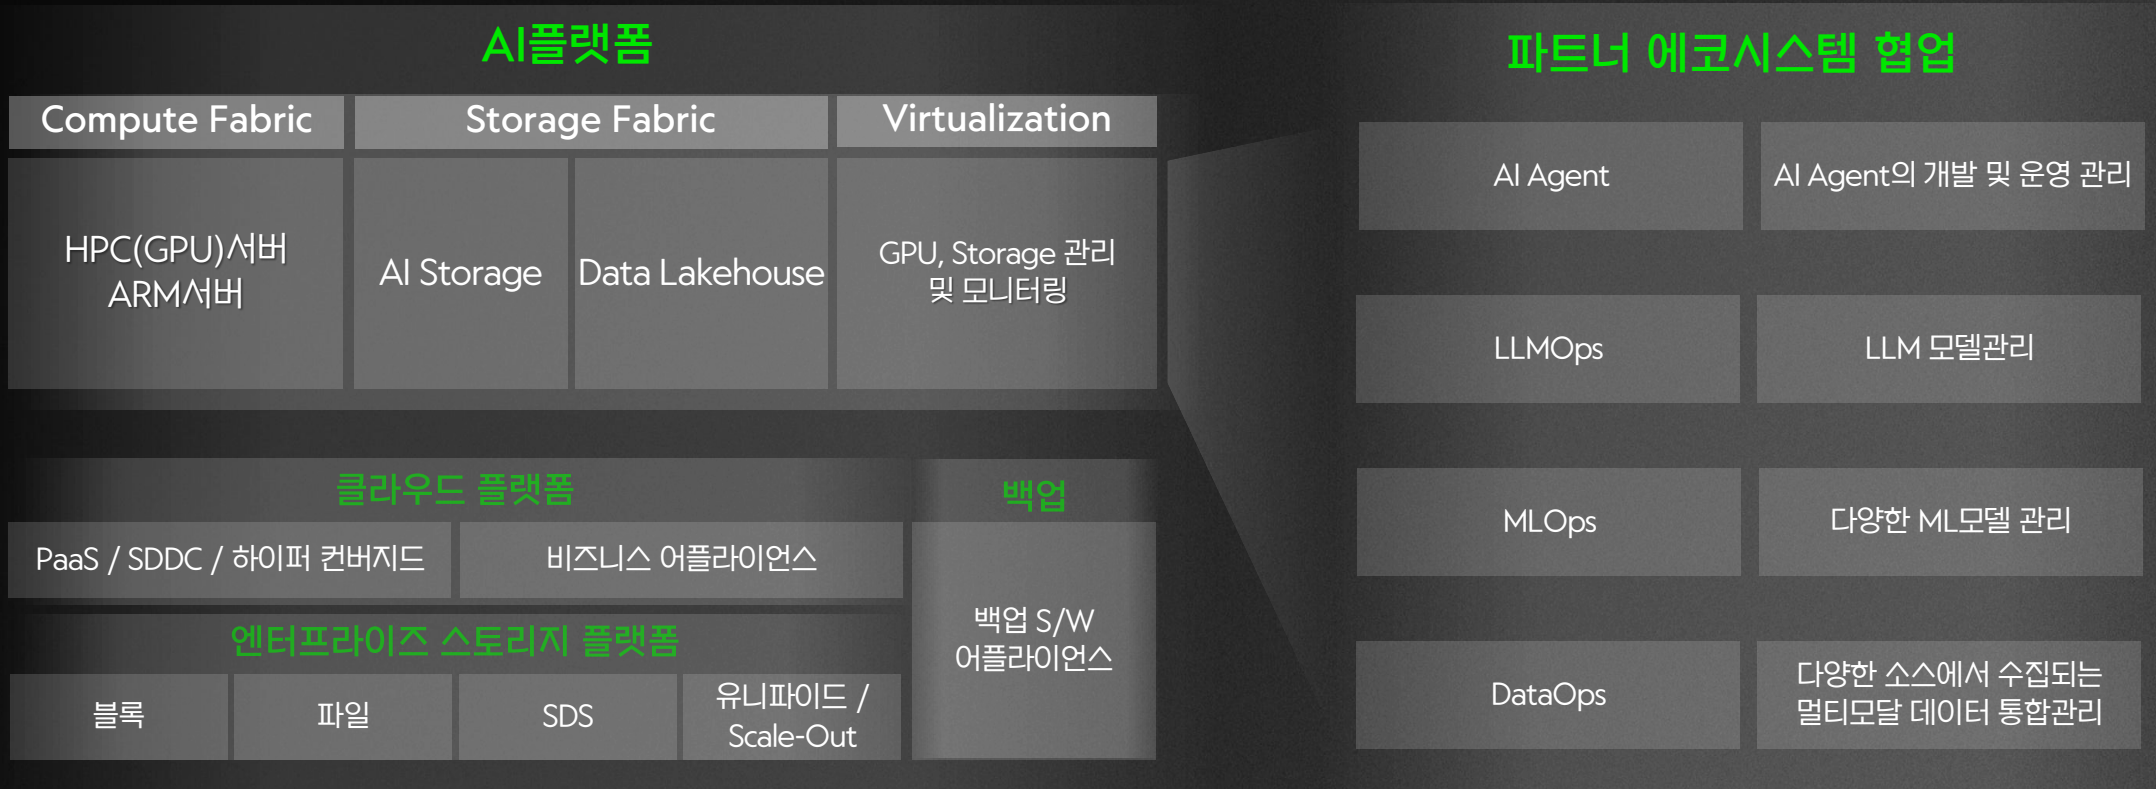 AI플랫폼
Compute Fabric
Storage Fabric
Virtualization
HPC(GPU)서버
ARM서버
AI Storage
Data Lakehouse
GPU, Storage 관리
및 모니터링
클라우드 플랫폼
PaaS / SDDC / 하이퍼 컨버지드
비즈니스 어플라이언스
엔터프라이즈 스토리지 플랫폼
블록
파일
SDS
유니파이드 /
Scale-Out
백업
백업 S/W
어플라이언스
파트너 에코시스템 협업
AI Agent
AI Agent의 개발 및 운영 관리
LLMOps
LLM 모델관리
MLOps
다양한 ML모델 관리
DataOps
다양한 소스에서 수집되는
멀티모달 데이터 통합관리